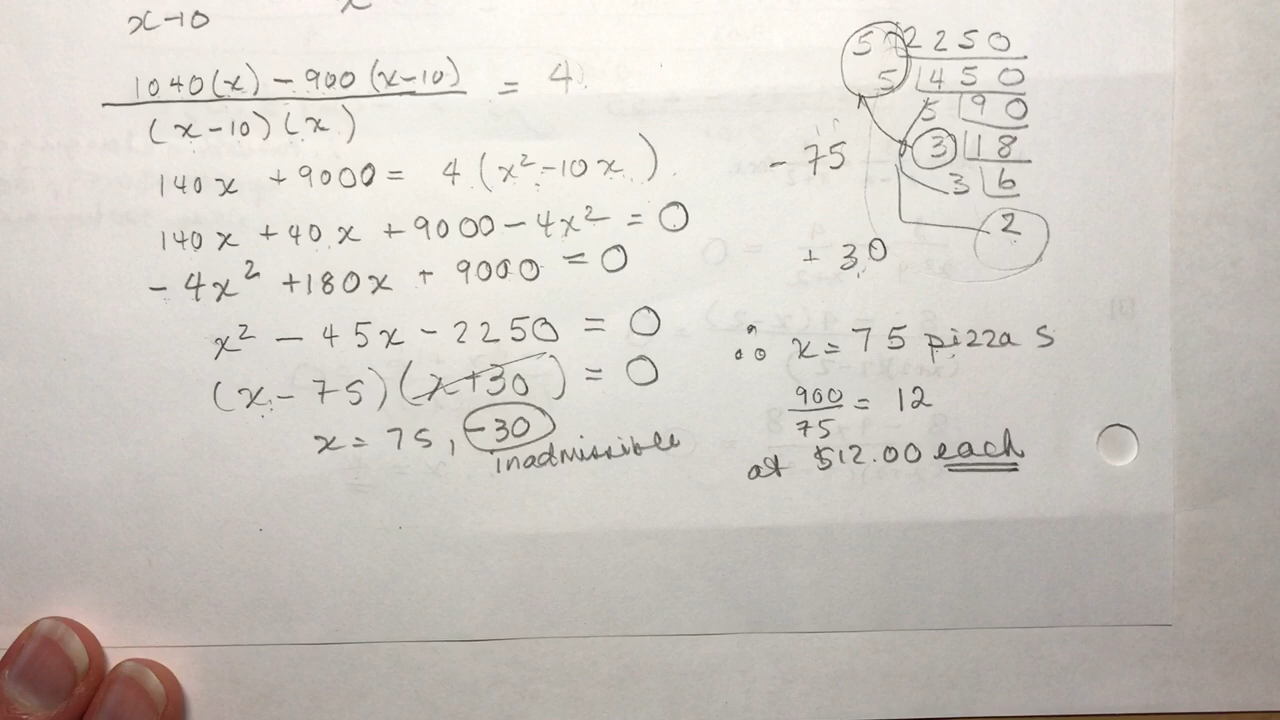 x-10
1040(x) - 900(x-10) = 4
(x-10)(x)
140x + 9000 = 4(x²-10x)
140x + 40x + 9000 - 4x² = 0
- 4x² + 180x + 9000 = 0
x² - 45x - 2250 = 0
(x - 75)(x+30) = 0
x = 75, -30
inadmissible
5 2250
5 450
5 90
3 18
3 6
2
- 75
+ 30
∴ x = 75 pizzas
900/75 = 12
at $12.00 each